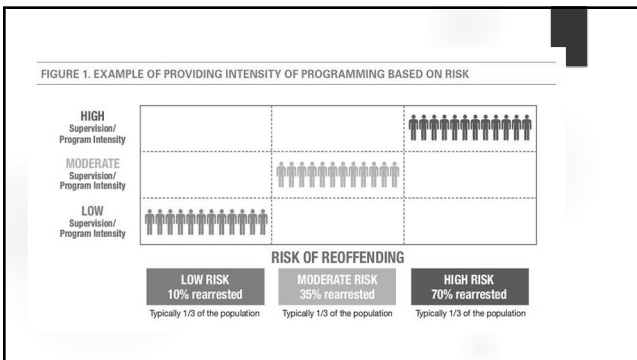 FIGURE 1. EXAMPLE OF PROVIDING INTENSITY OF PROGRAMMING BASED ON RISK
HIGH
Supervision/
Program Intensity
MODERATE
Supervision/
Program Intensity
LOW
Supervision/
Program Intensity
RISK OF REOFFENDING
LOW RISK
10% rearrested
MODERATE RISK
35% rearrested
HIGH RISK
70% rearrested
Typically 1/3 of the population
Typically 1/3 of the population
Typically 1/3 of the population